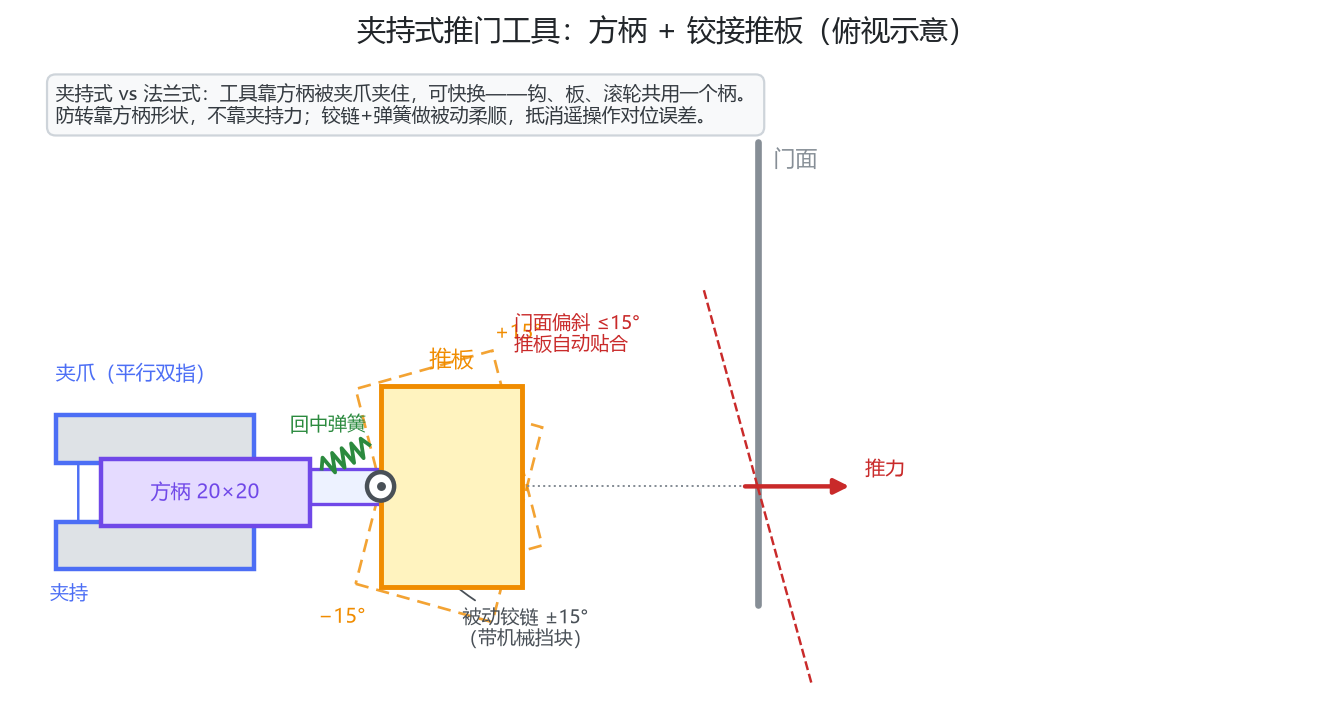 夹持式推门工具：方柄 + 铰接推板（俯视示意）
夹持式 vs 法兰式：工具靠方柄被夹爪夹住，可快换——钩、板、滚轮共用一个柄。
防转靠方柄形状，不靠夹持力；铰链+弹簧做被动柔顺，抵消遥操作对位误差。
门面
+15°
门面偏斜 ≤15°
推板自动贴合
推板
夹爪（平行双指）
回中弹簧
推力
方柄 20×20
夹持
−15°
被动铰链 ±15°
（带机械挡块）